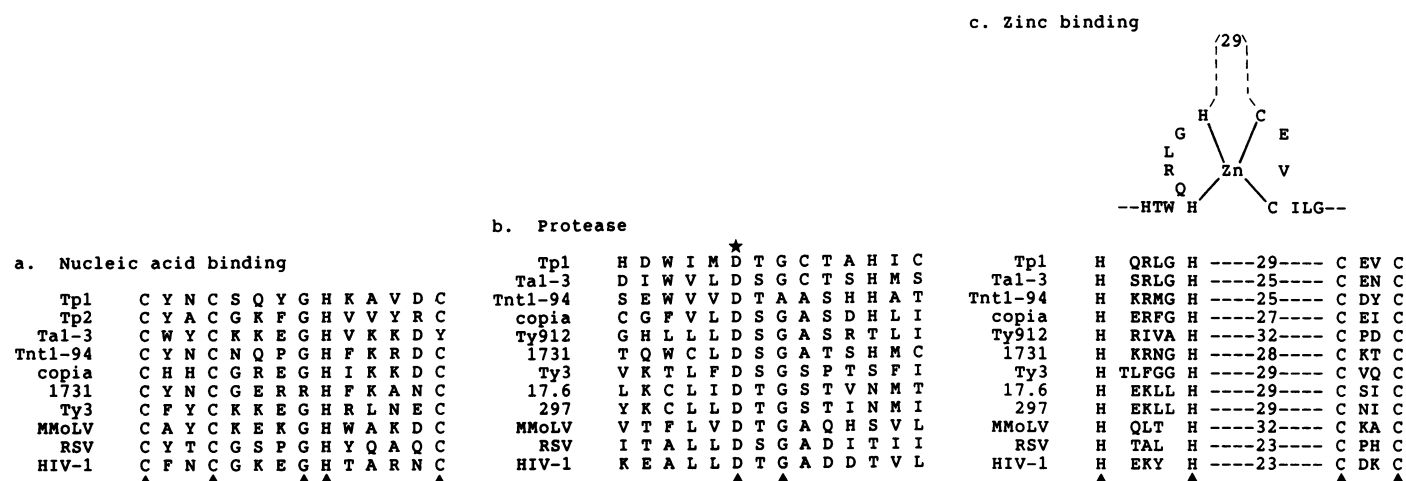 a. Nucleic acid binding
Tp1 C Y N C S Q Y G H K A V D C
Tp2 C Y A C G K F G H V V Y R C
Ta1-3 C W Y C K K E G H V K K D Y
Tnt1-94 C Y N C N Q P G H F K R D C
copia C H H C G R E G H I K K D C
1731 C Y N C G E R R H F K A N C
Ty3 C F Y C K K E G H R L N E C
MMoLV C A Y C K E K G H W A K D C
RSV C Y T C G S P G H Y Q A Q C
HIV-1 C F N C G K E G H T A R N C
b. Protease
★
Tp1 H D W I M D T G C T A H I C
Ta1-3 D I W V L D S G C T S H M S
Tnt1-94 S E W V V D T A A S H H A T
copia C G F V L D S G A S D H L I
Ty912 G H L L L D S G A S R T L I
1731 T Q W C L D S G A T S H M C
Ty3 V K T L F D S G S P T S F I
17.6 L K C L I D T G S T V N M T
297 Y K C L L D T G S T I N M I
MMoLV V T F L V D T G A Q H S V L
RSV I T A L L D S G A D I T I I
HIV-1 K E A L L D T G A D D T V L
c. Zinc binding
/29\
H C
G E
L
R Zn V
Q
--HTW H C ILG--
Tp1 H QRLG H ----29---- C EV C
Ta1-3 H SRLG H ----25---- C EN C
Tnt1-94 H KRMG H ----25---- C DY C
copia H ERFG H ----27---- C EI C
Ty912 H RIVA H ----32---- C PD C
1731 H KRNG H ----28---- C KT C
Ty3 H TLFGG H ----29---- C VQ C
17.6 H EKLL H ----29---- C SI C
297 H EKLL H ----29---- C NI C
MMoLV H QLT H ----32---- C KA C
RSV H TAL H ----23---- C PH C
HIV-1 H EKY H ----23---- C DK C